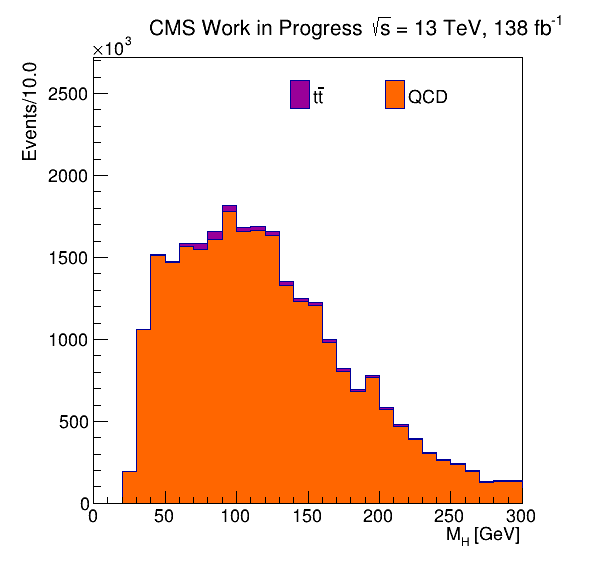 CMS Work in Progress √s = 13 TeV, 138 fb⁻¹
×10³
Events/10.0
tt̄
QCD
2500
2000
1500
1000
500
0
0 50 100 150 200 250 300
M_H [GeV]